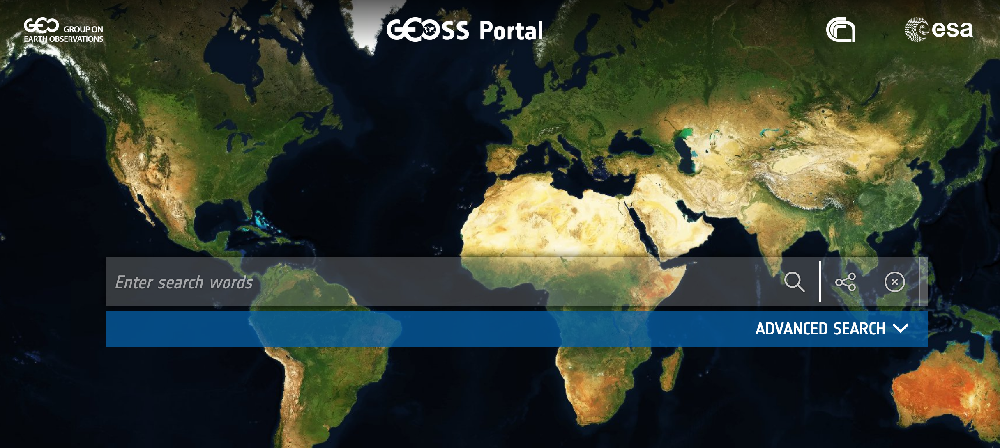 GEO GROUP ON
EARTH OBSERVATIONS
GEOSS Portal
esa
Enter search words
ADVANCED SEARCH